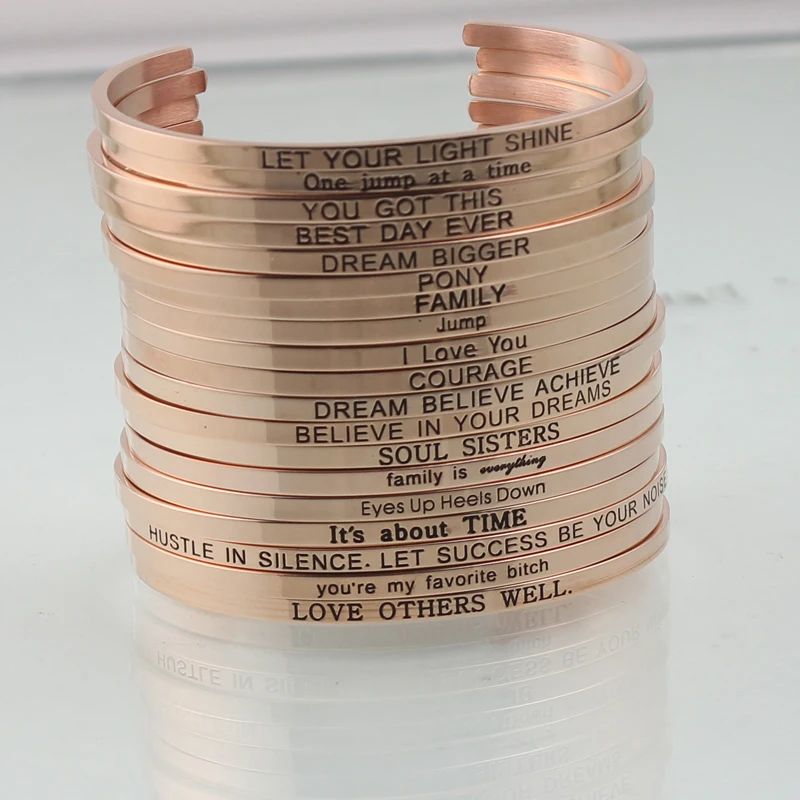 LET YOUR LIGHT SHINE
One jump at a time
YOU GOT THIS
BEST DAY EVER
DREAM BIGGER
PONY
FAMILY
Jump
I Love You
COURAGE
DREAM BELIEVE ACHIEVE
BELIEVE IN YOUR DREAMS
SOUL SISTERS
family is everything
Eyes Up Heels Down
It's about TIME
HUSTLE IN SILENCE. LET SUCCESS BE YOUR NOISE
you're my favorite bitch
LOVE OTHERS WELL.